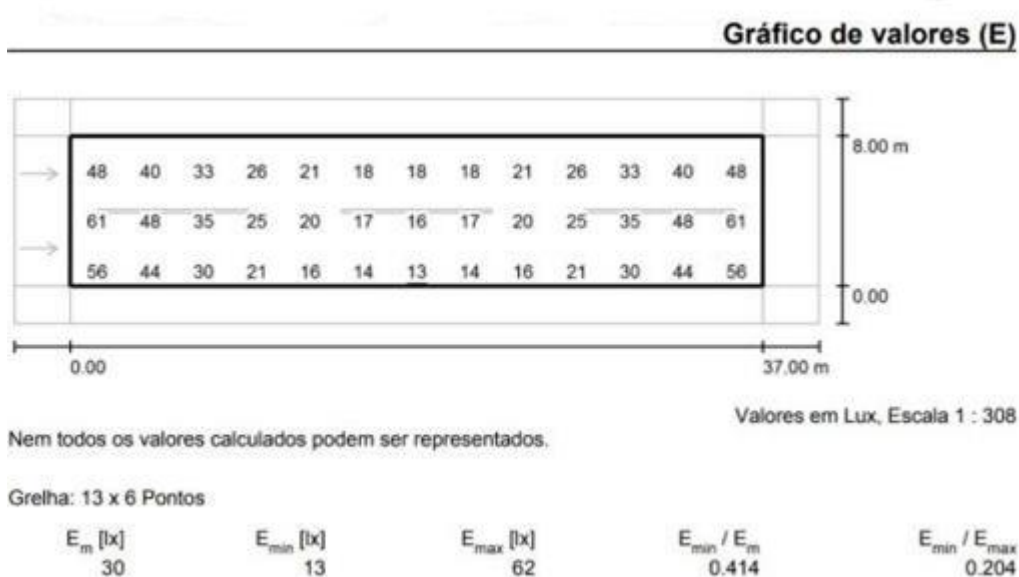 Gráfico de valores (E)
8.00 m
48 40 33 26 21 18 18 18 21 26 33 40 48
61 48 35 25 20 17 16 17 20 25 35 48 61
56 44 30 21 16 14 13 14 16 21 30 44 56
0.00
0.00 37.00 m
Valores em Lux, Escala 1 : 308
Nem todos os valores calculados podem ser representados.
Grelha: 13 x 6 Pontos
Em [lx] Emin [lx] Emax [lx] Emin / Em Emin / Emax
30 13 62 0.414 0.204